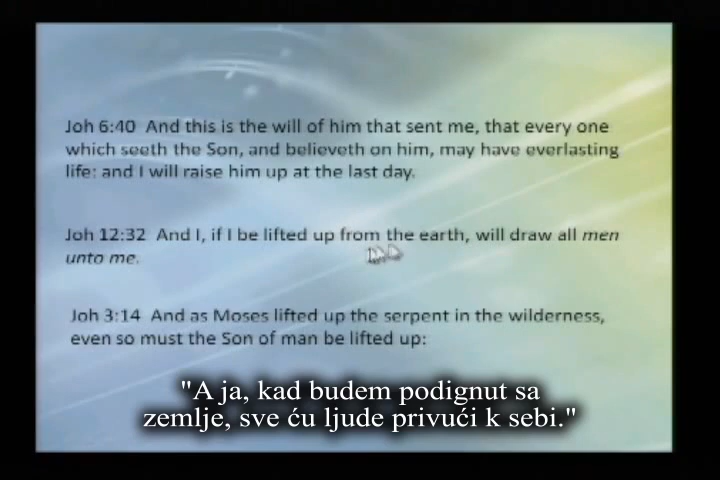 Joh 6:40 And this is the will of him that sent me, that every one
which seeth the Son, and believeth on him, may have everlasting
life: and I will raise him up at the last day.
Joh 12:32 And I, if I be lifted up from the earth, will draw all men
unto me.
Joh 3:14 And as Moses lifted up the serpent in the wilderness,
even so must the Son of man be lifted up:
"A ja, kad budem podignut sa
zemlje, sve ću ljude privući k sebi."